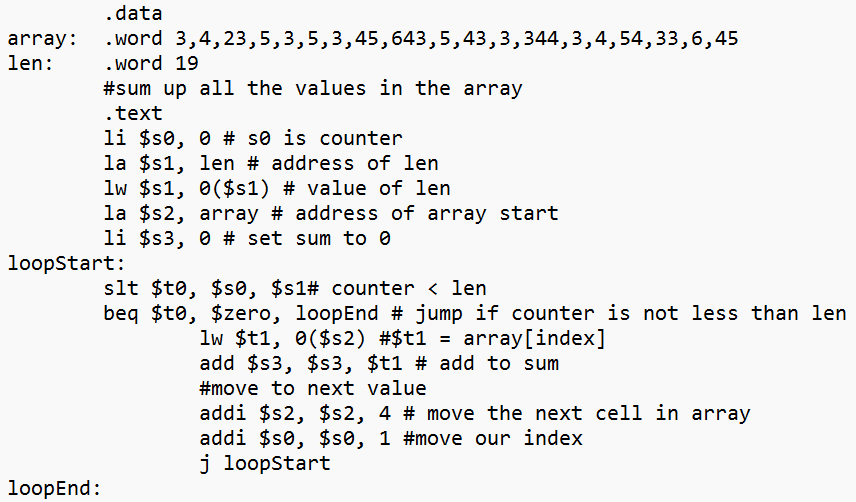 .data
array: .word 3,4,23,5,3,5,3,45,643,5,43,3,344,3,4,54,33,6,45
len: .word 19
#sum up all the values in the array
.text
li $s0, 0 # s0 is counter
la $s1, len # address of len
lw $s1, 0($s1) # value of len
la $s2, array # address of array start
li $s3, 0 # set sum to 0
loopStart:
slt $t0, $s0, $s1# counter < len
beq $t0, $zero, loopEnd # jump if counter is not less than len
lw $t1, 0($s2) #$t1 = array[index]
add $s3, $s3, $t1 # add to sum
#move to next value
addi $s2, $s2, 4 # move the next cell in array
addi $s0, $s0, 1 #move our index
j loopStart
loopEnd: